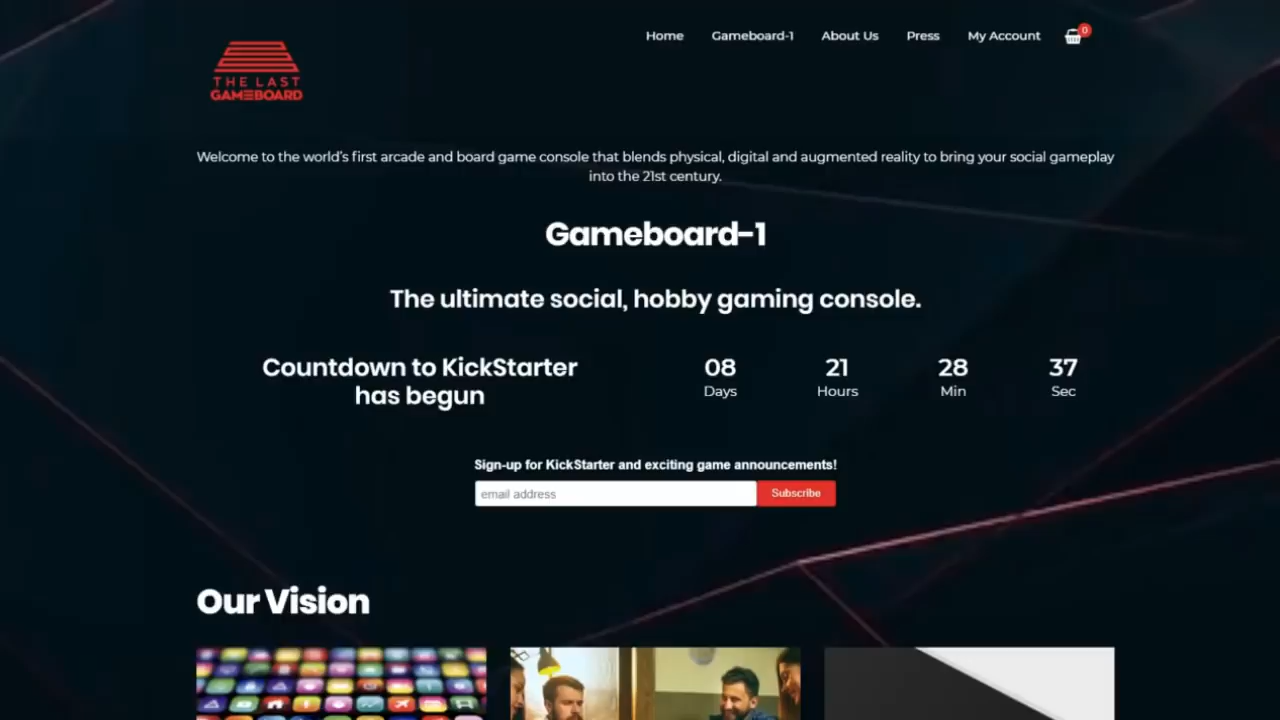 Home Gameboard-1 About Us Press My Account 0
THE LAST
GAMEBOARD
Welcome to the world's first arcade and board game console that blends physical, digital and augmented reality to bring your social gameplay
into the 21st century.
Gameboard-1
The ultimate social, hobby gaming console.
Countdown to KickStarter
has begun
08 21 28 37
Days Hours Min Sec
Sign-up for KickStarter and exciting game announcements!
email address Subscribe
Our Vision